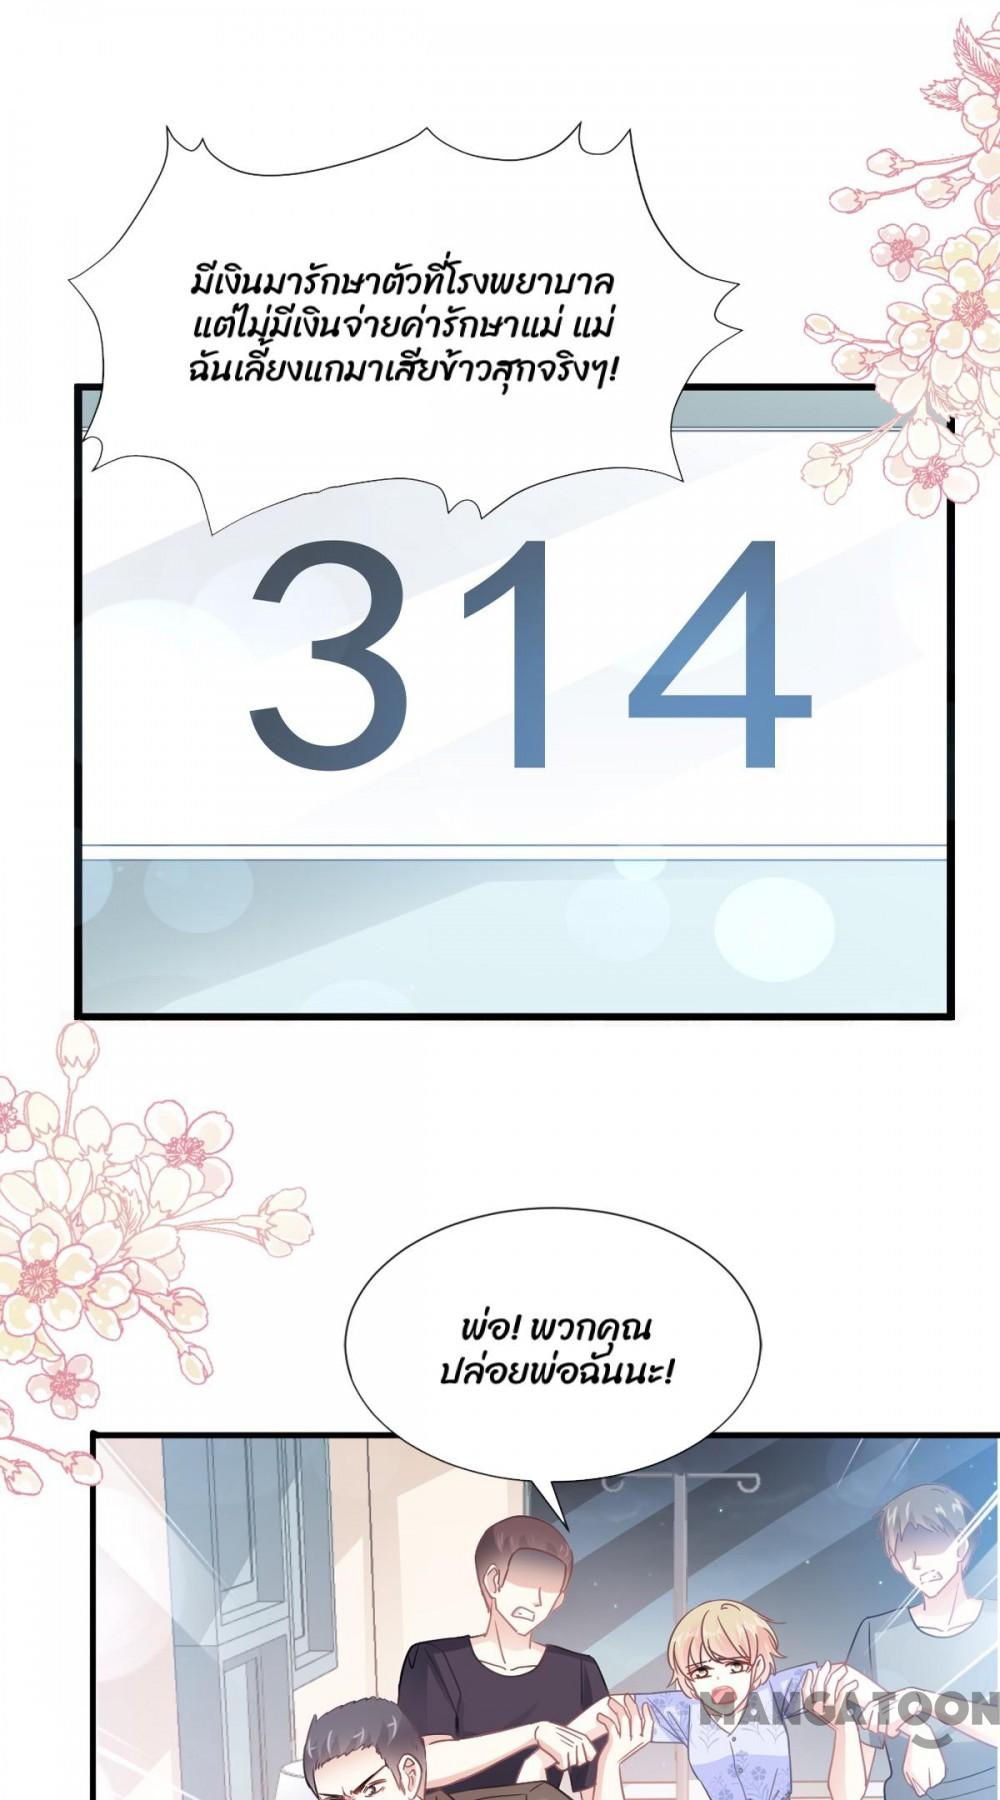 มีเงินมารักษาตัวที่โรงพยาบาล
แต่ไม่มีเงินจ่ายค่ารักษาแม่ แม่
ฉันเลี้ยงแกมาเสียข้าวสุกจริงๆ!
314
พ่อ! พวกคุณ
ปล่อยพ่อฉันนะ!
MANGATOON